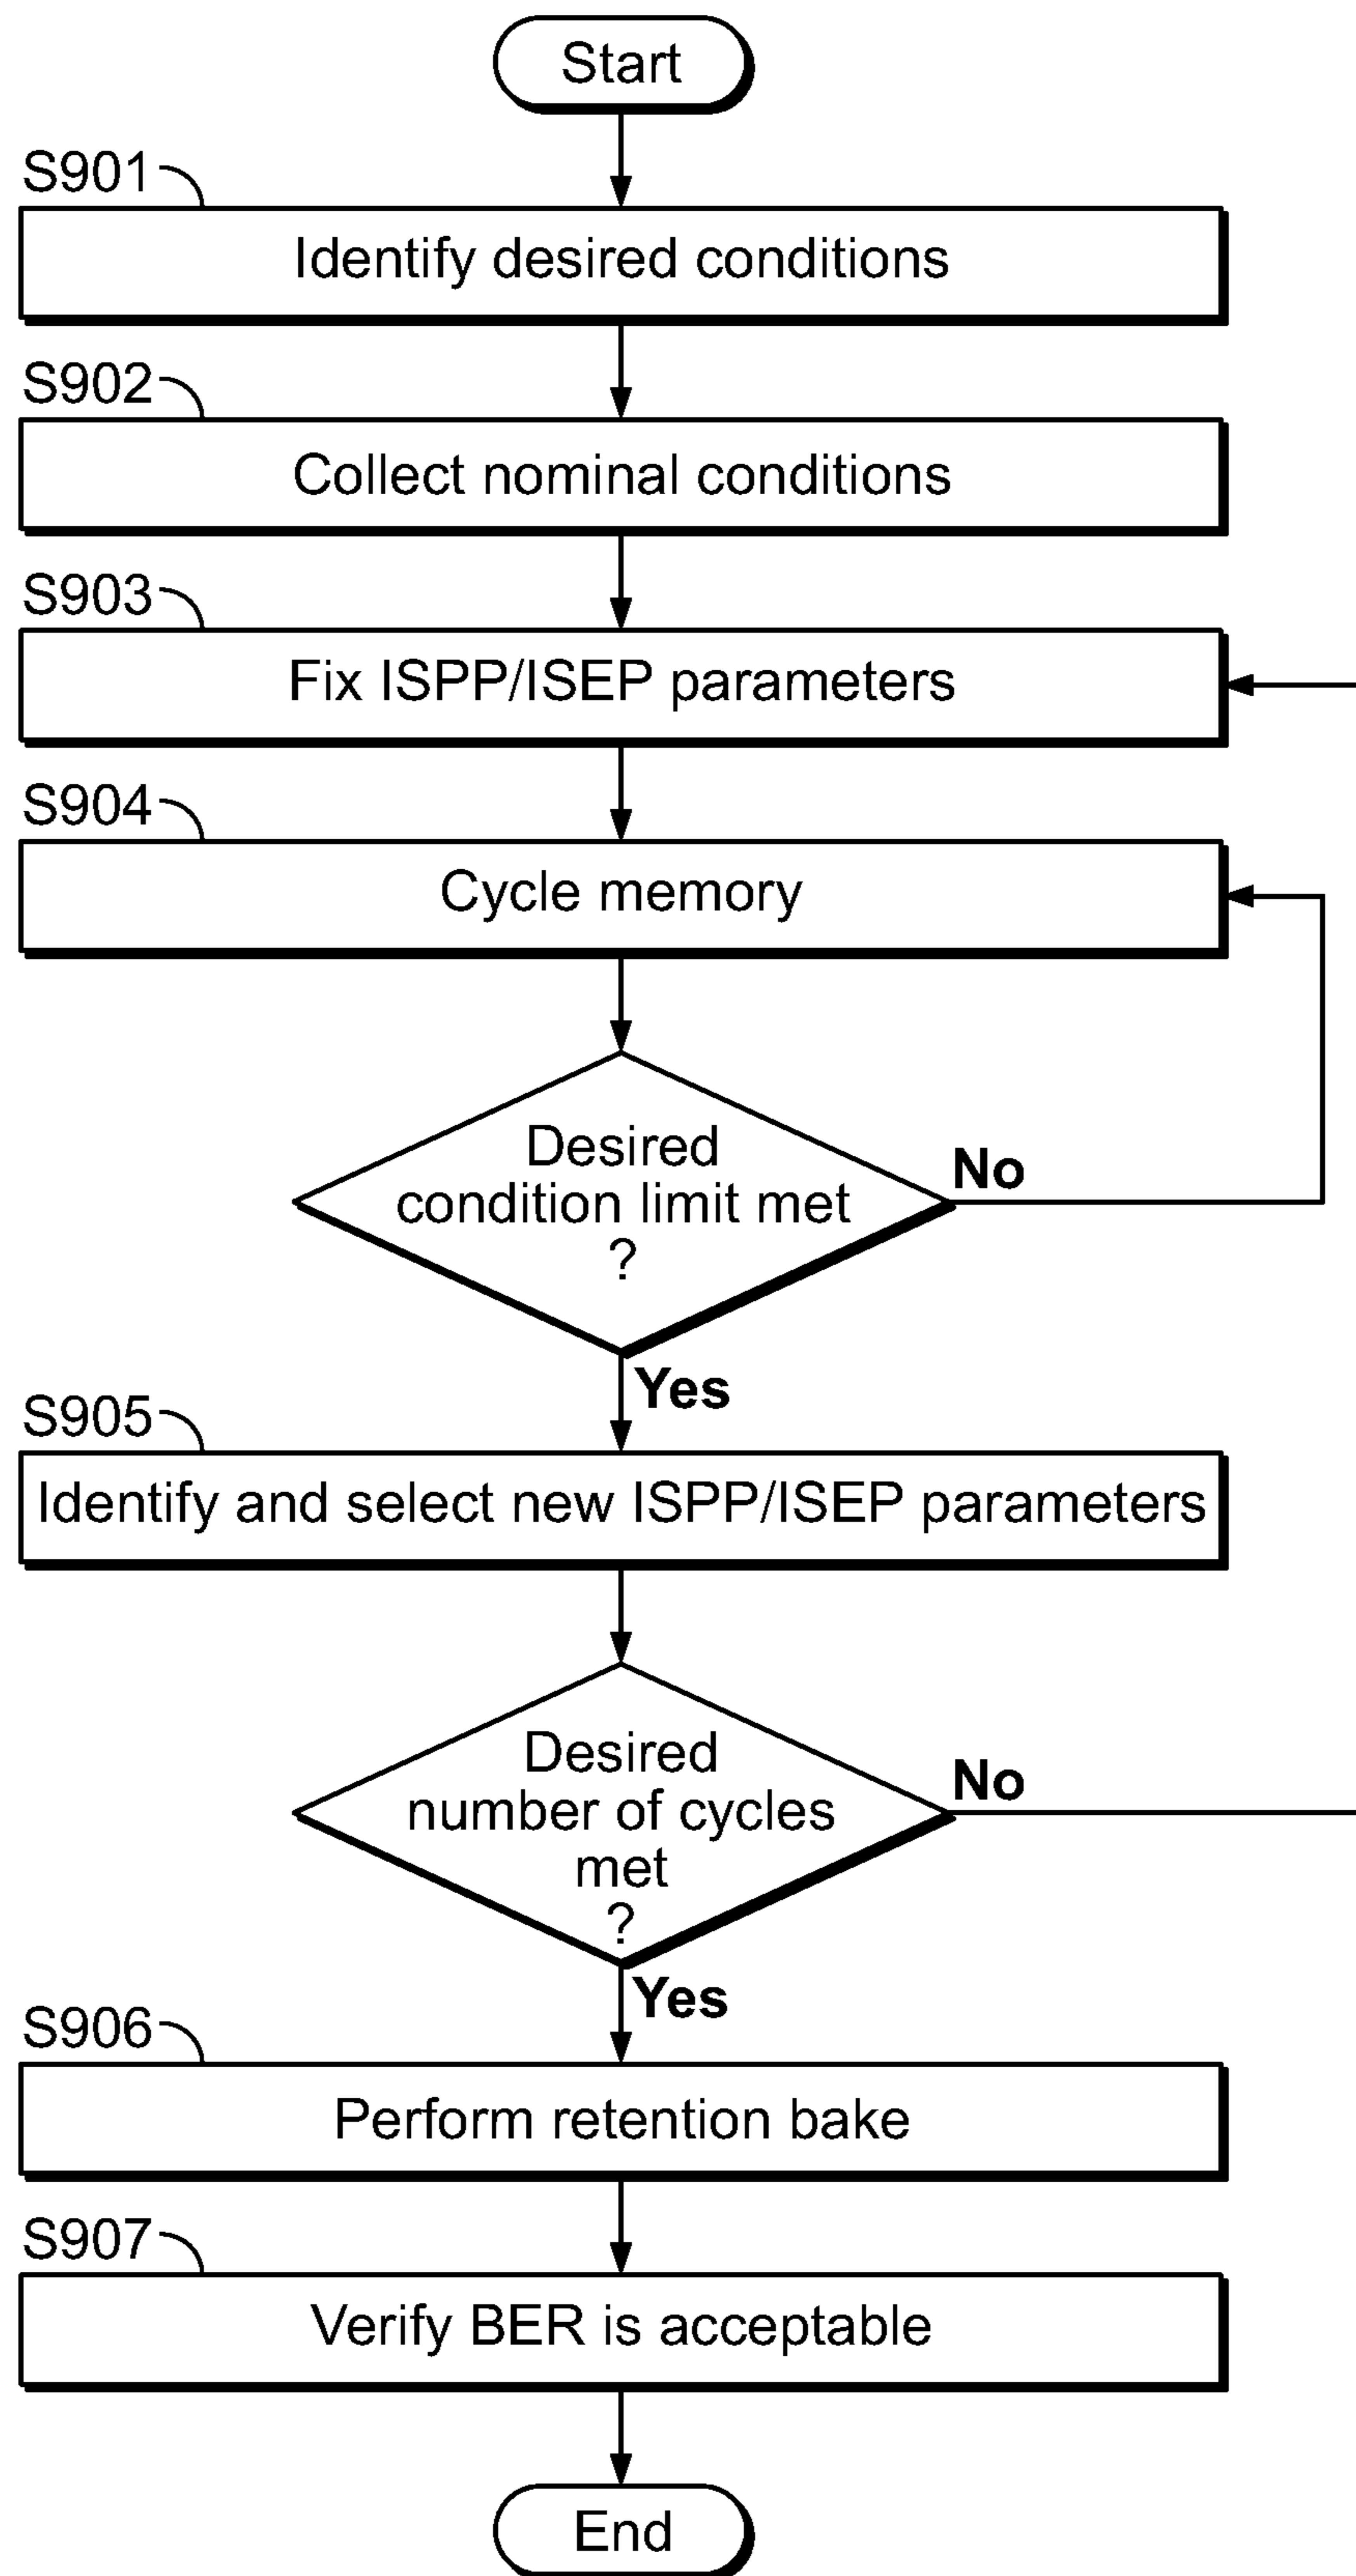 Start
S901
Identify desired conditions
S902
Collect nominal conditions
S903
Fix ISPP/ISEP parameters
S904
Cycle memory
Desired
condition limit met
?
No
Yes
S905
Identify and select new ISPP/ISEP parameters
Desired
number of cycles
met
?
No
Yes
S906
Perform retention bake
S907
Verify BER is acceptable
End